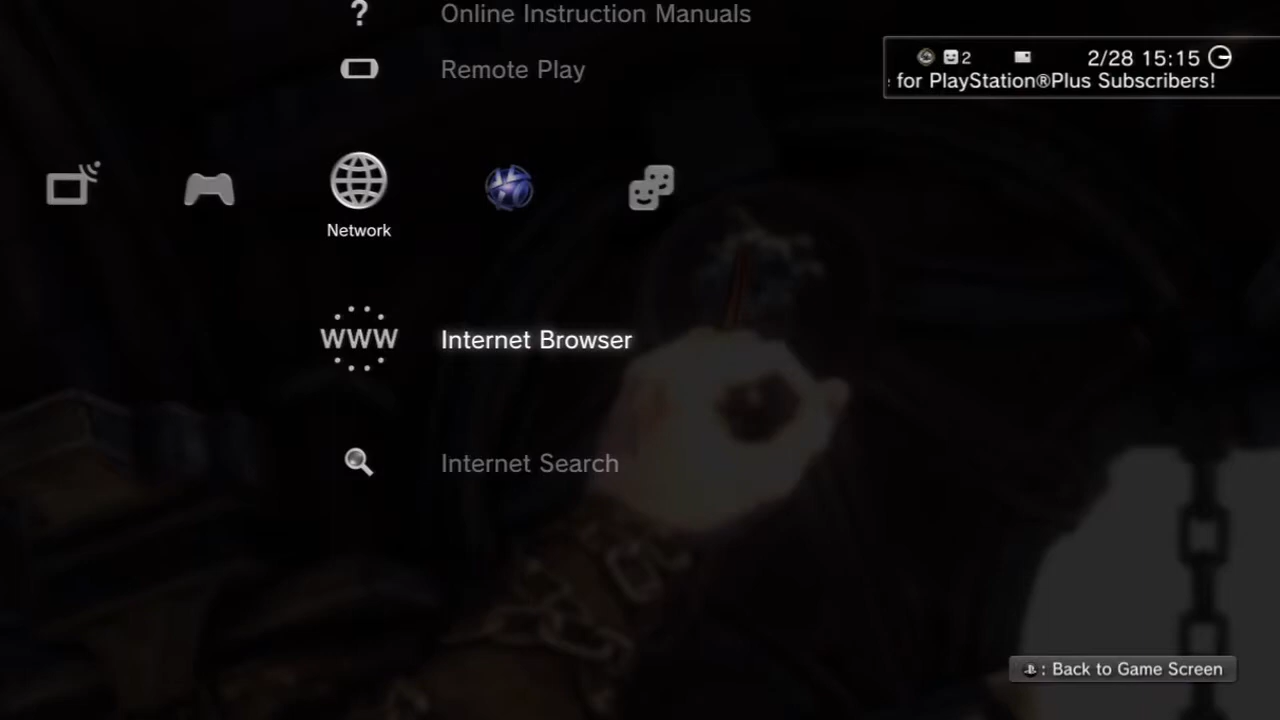 ?
Online Instruction Manuals
Remote Play
2
2/28 15:15
for PlayStation®Plus Subscribers!
Network
WWW
Internet Browser
Internet Search
: Back to Game Screen